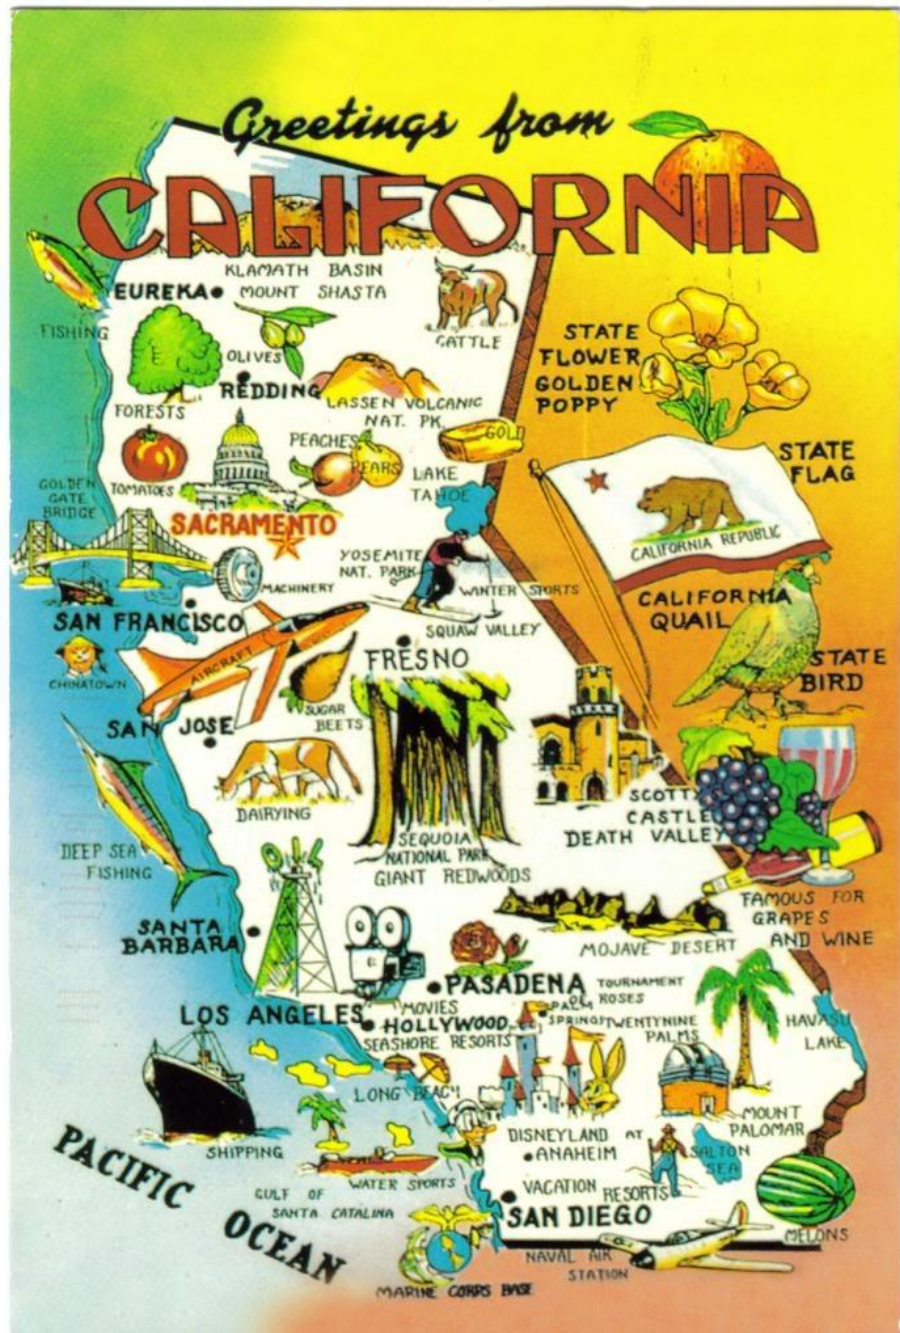 Greetings from
CALIFORNIA
KLAMATH BASIN
EUREKA
MOUNT SHASTA
FISHING
CATTLE
STATE
FLOWER
GOLDEN
POPPY
OLIVES
REDDING
FORESTS
LASSEN VOLCANIC
NAT. PK.
PEACHES
PEARS
GOLD
LAKE
TAHOE
TOMATOES
STATE
FLAG
GOLDEN
GATE
BRIDGE
SACRAMENTO
CALIFORNIA REPUBLIC
MACHINERY
YOSEMITE
NAT. PARK
WINTER SPORTS
SQUAW VALLEY
CALIFORNIA
QUAIL
SAN FRANCISCO
CHINATOWN
AIRCRAFT
FRESNO
STATE
BIRD
SUGAR
BEETS
SAN JOSE
DAIRYING
SCOTTY
CASTLE
DEATH VALLEY
SEQUOIA
NATIONAL PARK
GIANT REDWOODS
DEEP SEA
FISHING
OIL
FAMOUS FOR
GRAPES
AND WINE
SANTA
BARBARA
MOJAVE DESERT
PASADENA
TOURNAMENT
OF ROSES
MOVIES
LOS ANGELES
HOLLYWOOD
PALM
SPRINGS
TWENTYNINE
PALMS
HAVASU
LAKE
SEASHORE RESORTS
LONG BEACH
MOUNT
PALOMAR
SHIPPING
DISNEYLAND AT
ANAHEIM
SALTON
SEA
WATER SPORTS
VACATION RESORTS
GULF OF
SANTA CATALINA
SAN DIEGO
MELONS
PACIFIC OCEAN
NAVAL AIR
STATION
MARINE CORPS BASE